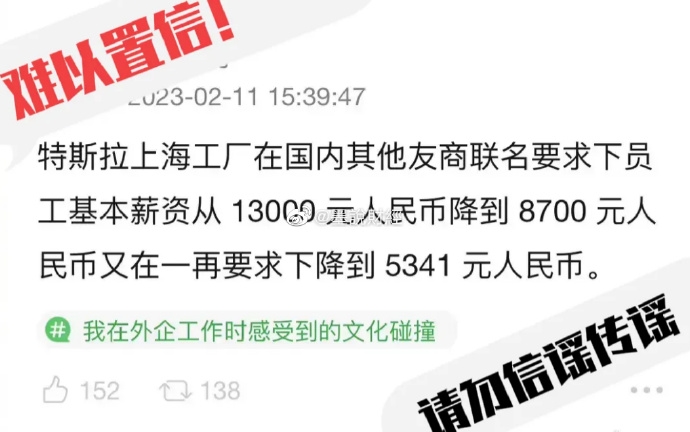 难以置信！
2023-02-11 15:39:47
特斯拉上海工厂在国内其他友商联名要求下员
工基本薪资从 13000 元人民币降到 8700 元人
民币又在一再要求下降到 5341 元人民币。
# 我在外企工作时感受到的文化碰撞
152 138
请勿信谣传谣